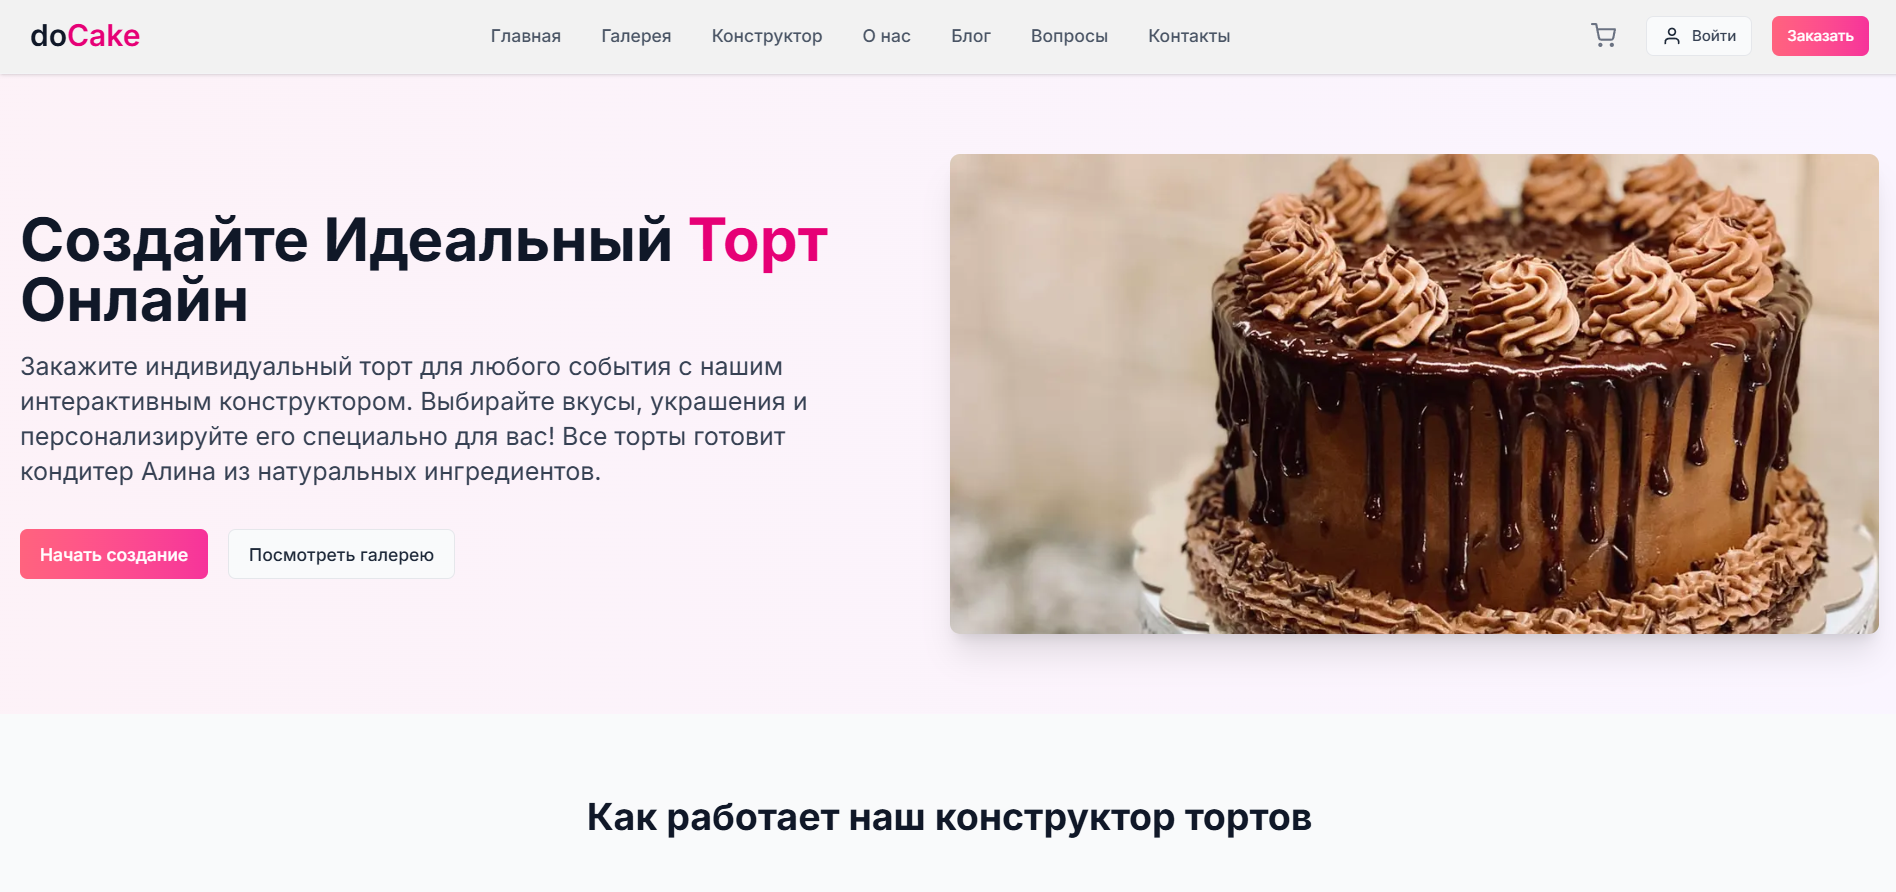 doCake
Главная
Галерея
Конструктор
О нас
Блог
Вопросы
Контакты
Войти
Заказать
Создайте Идеальный Торт
Онлайн
Закажите индивидуальный торт для любого события с нашим
интерактивным конструктором. Выбирайте вкусы, украшения и
персонализируйте его специально для вас! Все торты готовит
кондитер Алина из натуральных ингредиентов.
Начать создание
Посмотреть галерею
Как работает наш конструктор тортов